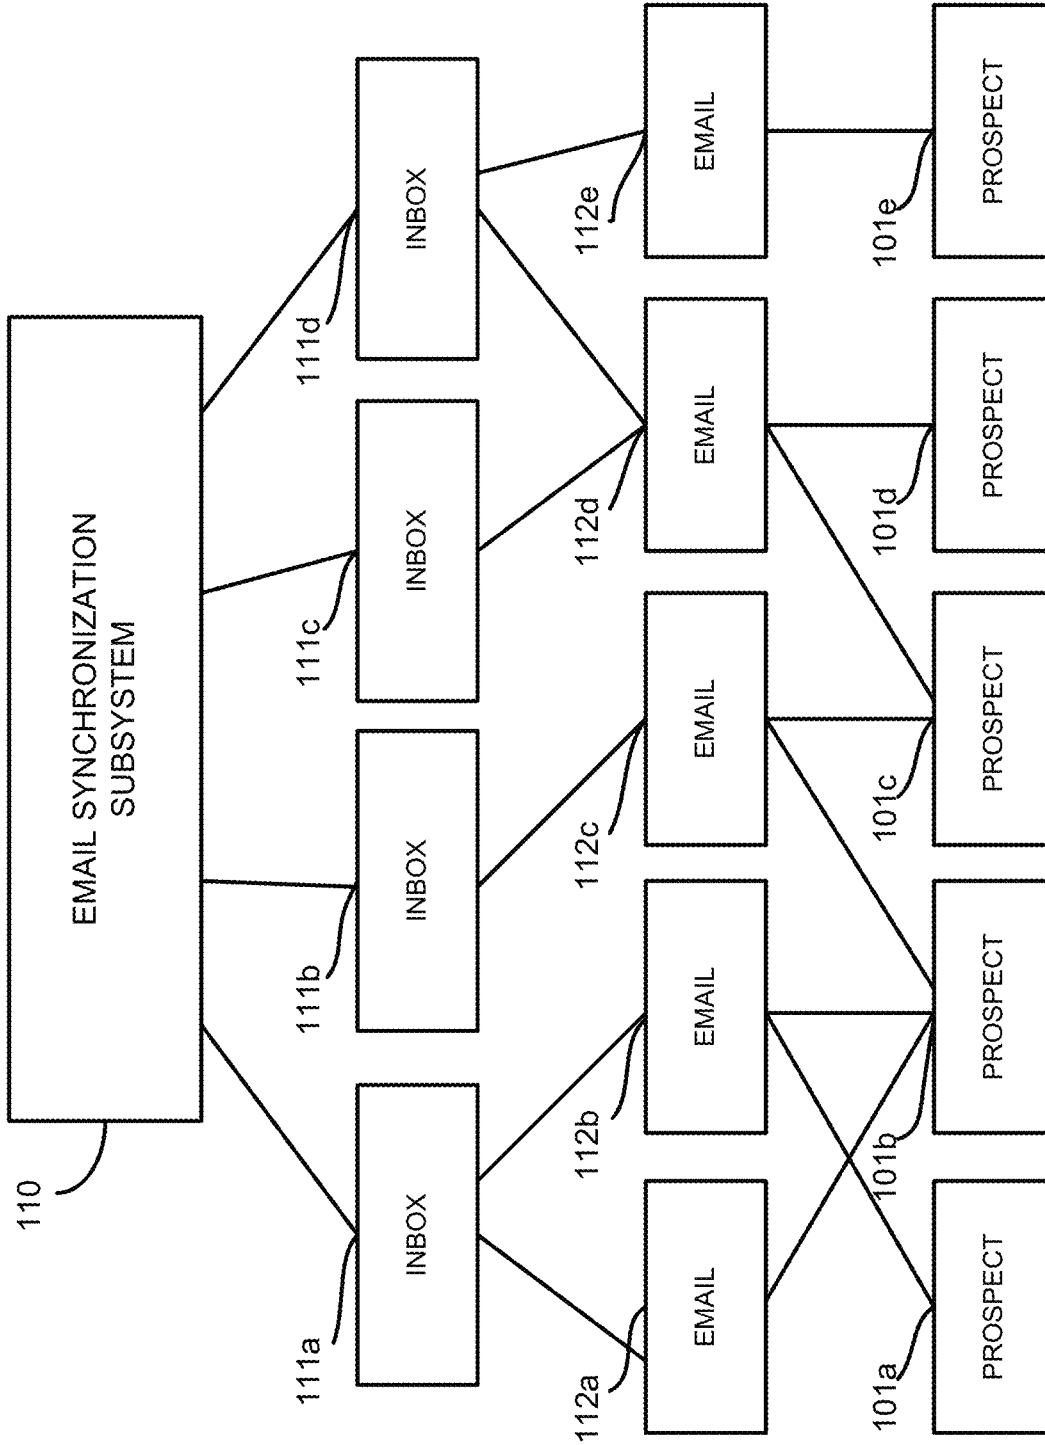 110
EMAIL SYNCHRONIZATION
SUBSYSTEM
111a
INBOX
111b
INBOX
111c
INBOX
111d
INBOX
112a
EMAIL
112b
EMAIL
112c
EMAIL
112d
EMAIL
112e
EMAIL
101a
PROSPECT
101b
PROSPECT
101c
PROSPECT
101d
PROSPECT
101e
PROSPECT